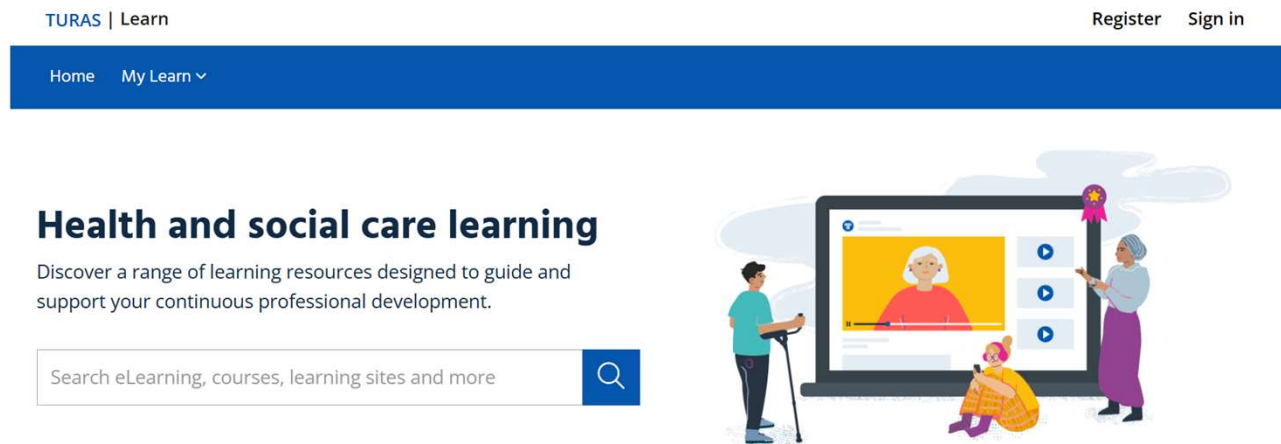 TURAS | Learn
Register Sign in
Home My Learn
Health and social care learning
Discover a range of learning resources designed to guide and
support your continuous professional development.
Search eLearning, courses, learning sites and more